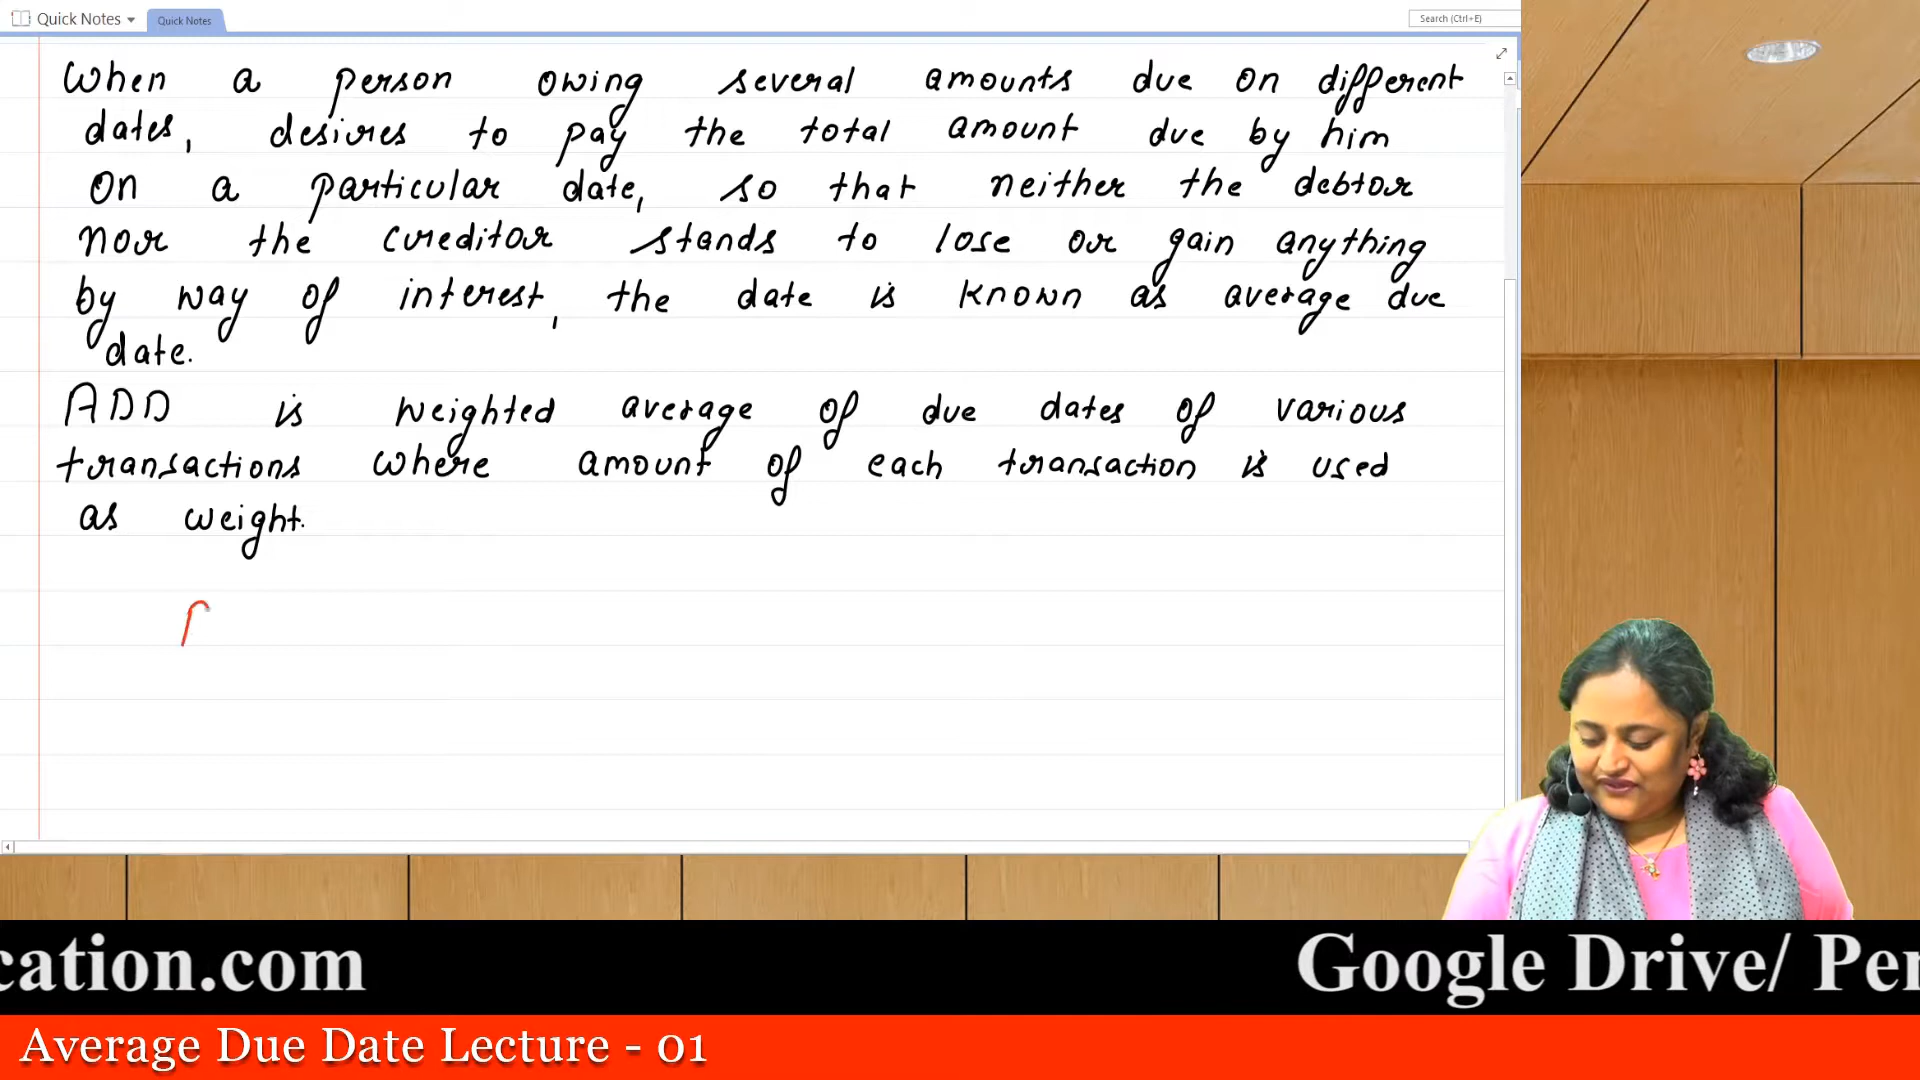 Quick Notes
Quick Notes
Search (Ctrl+E)
When a person owing several amounts due on different
dates, desires to pay the total amount due by him
on a particular date, so that neither the debtor
nor the creditor stands to lose or gain anything
by way of interest, the date is known as average due
date.
ADD is weighted average of due dates of various
transactions where amount of each transaction is used
as weight.
cation.com
Google Drive/ Pen
Average Due Date Lecture - 01